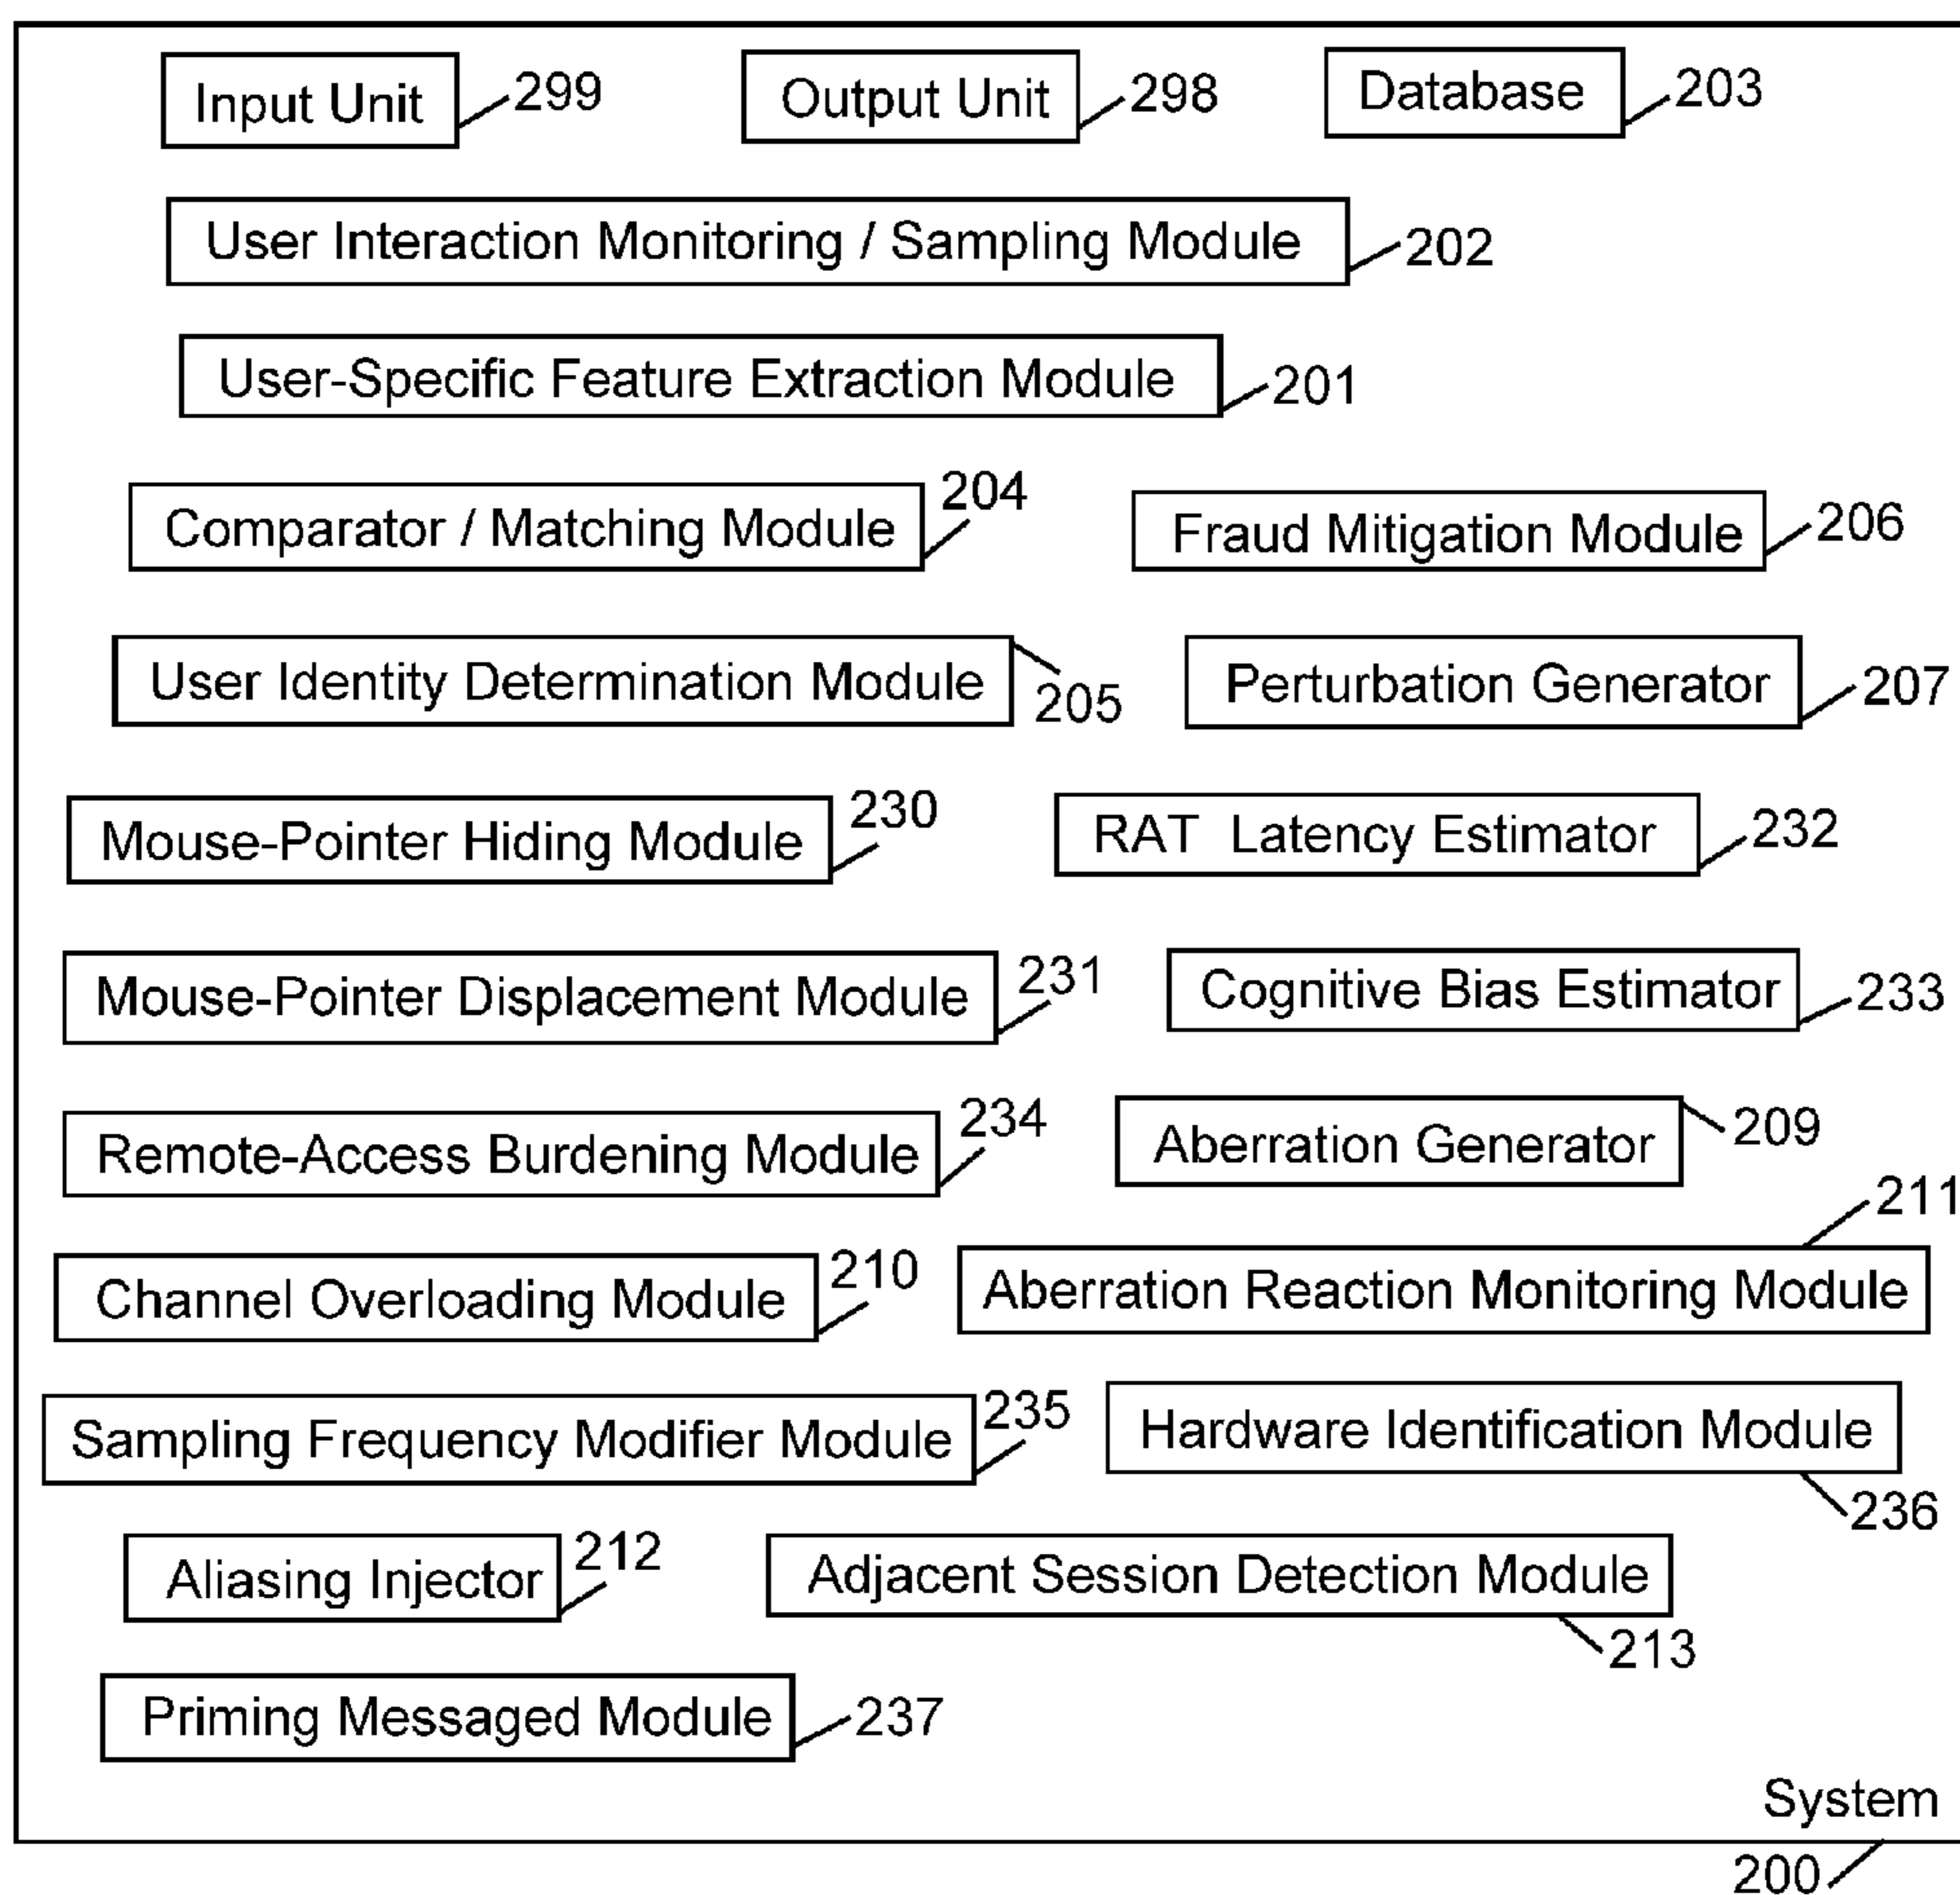 Input Unit 299
Output Unit 298
Database 203
User Interaction Monitoring / Sampling Module 202
User-Specific Feature Extraction Module 201
Comparator / Matching Module 204
Fraud Mitigation Module 206
User Identity Determination Module 205
Perturbation Generator 207
Mouse-Pointer Hiding Module 230
RAT Latency Estimator 232
Mouse-Pointer Displacement Module 231
Cognitive Bias Estimator 233
Remote-Access Burdening Module 234
Aberration Generator 209
Channel Overloading Module 210
Aberration Reaction Monitoring Module 211
Sampling Frequency Modifier Module 235
Hardware Identification Module 236
Aliasing Injector 212
Adjacent Session Detection Module 213
Priming Messaged Module 237
System
200